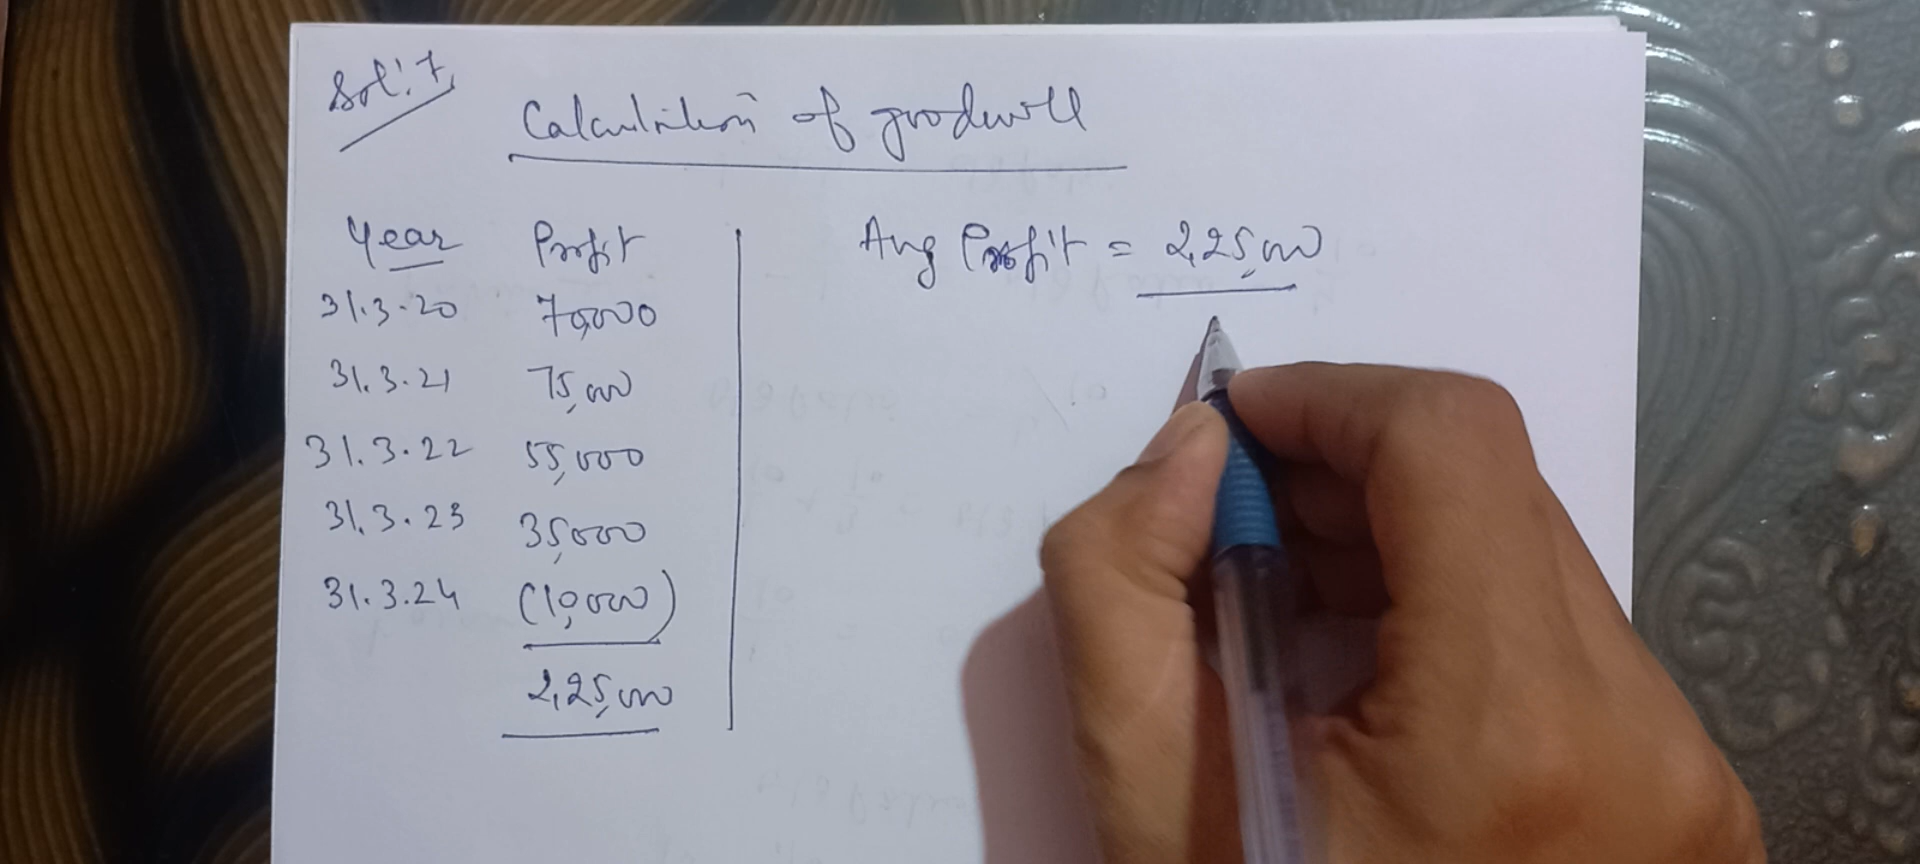 Sol: 7,
Calculation of goodwill
Year Profit
31.3.20 70,000
31.3.21 75,000
31.3.22 55,000
31.3.23 35,000
31.3.24 (10,000)
2,25,000
Avg Profit = 2,25,000